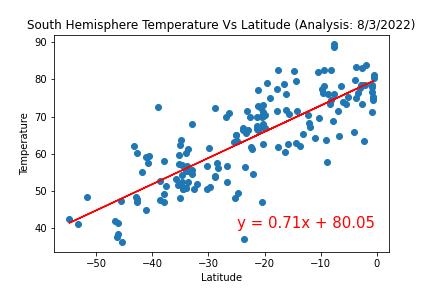 South Hemisphere Temperature Vs Latitude (Analysis: 8/3/2022)
90
80
70
60
50
40
Temperature
y = 0.71x + 80.05
−50 −40 −30 −20 −10 0
Latitude